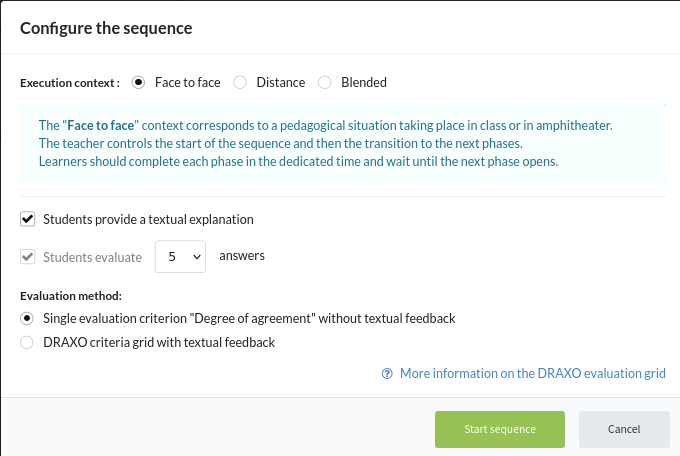 Configure the sequence
Execution context : Face to face Distance Blended
The "Face to face" context corresponds to a pedagogical situation taking place in class or in amphitheater.
The teacher controls the start of the sequence and then the transition to the next phases.
Learners should complete each phase in the dedicated time and wait until the next phase opens.
Students provide a textual explanation
Students evaluate 5 answers
Evaluation method:
Single evaluation criterion "Degree of agreement" without textual feedback
DRAXO criteria grid with textual feedback
More information on the DRAXO evaluation grid
Start sequence Cancel